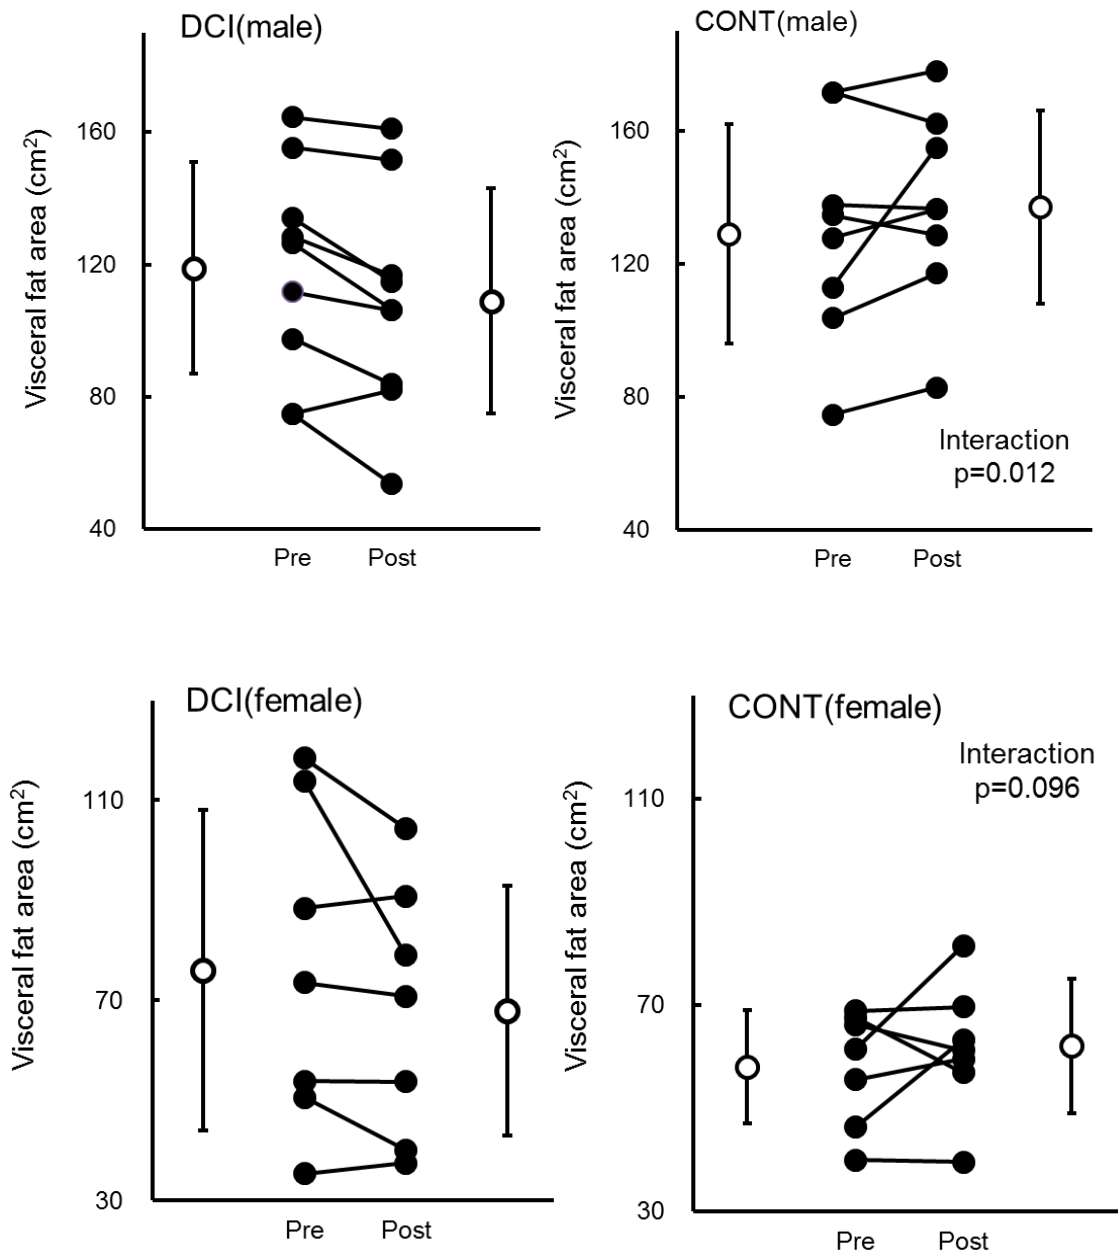 DCI(male)
Visceral fat area (cm²)
160
120
80
40
Pre Post
CONT(male)
Visceral fat area (cm²)
160
120
80
40
Interaction
p=0.012
Pre Post
DCI(female)
Visceral fat area (cm²)
110
70
30
Pre Post
CONT(female)
Interaction
p=0.096
Visceral fat area (cm²)
110
70
30
Pre Post